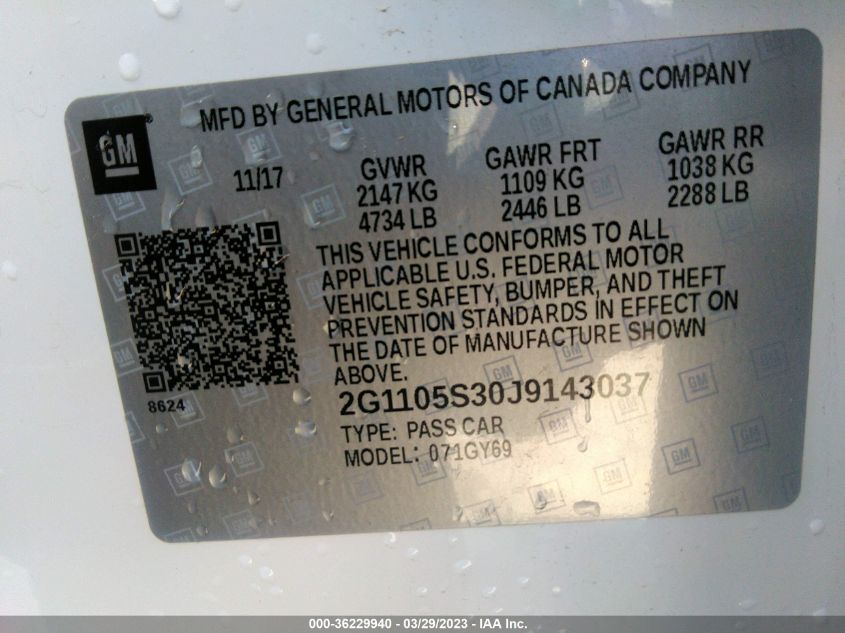 MFD BY GENERAL MOTORS OF CANADA COMPANY
GM
11/17
GVWR
2147 KG
4734 LB
GAWR FRT
1109 KG
2446 LB
GAWR RR
1038 KG
2288 LB
THIS VEHICLE CONFORMS TO ALL
APPLICABLE U.S. FEDERAL MOTOR
VEHICLE SAFETY, BUMPER, AND THEFT
PREVENTION STANDARDS IN EFFECT ON
THE DATE OF MANUFACTURE SHOWN
ABOVE.
8624
2G1105S30J9143037
TYPE: PASS CAR
MODEL: 071GY69
000-36229940 - 03/29/2023 - IAA Inc.